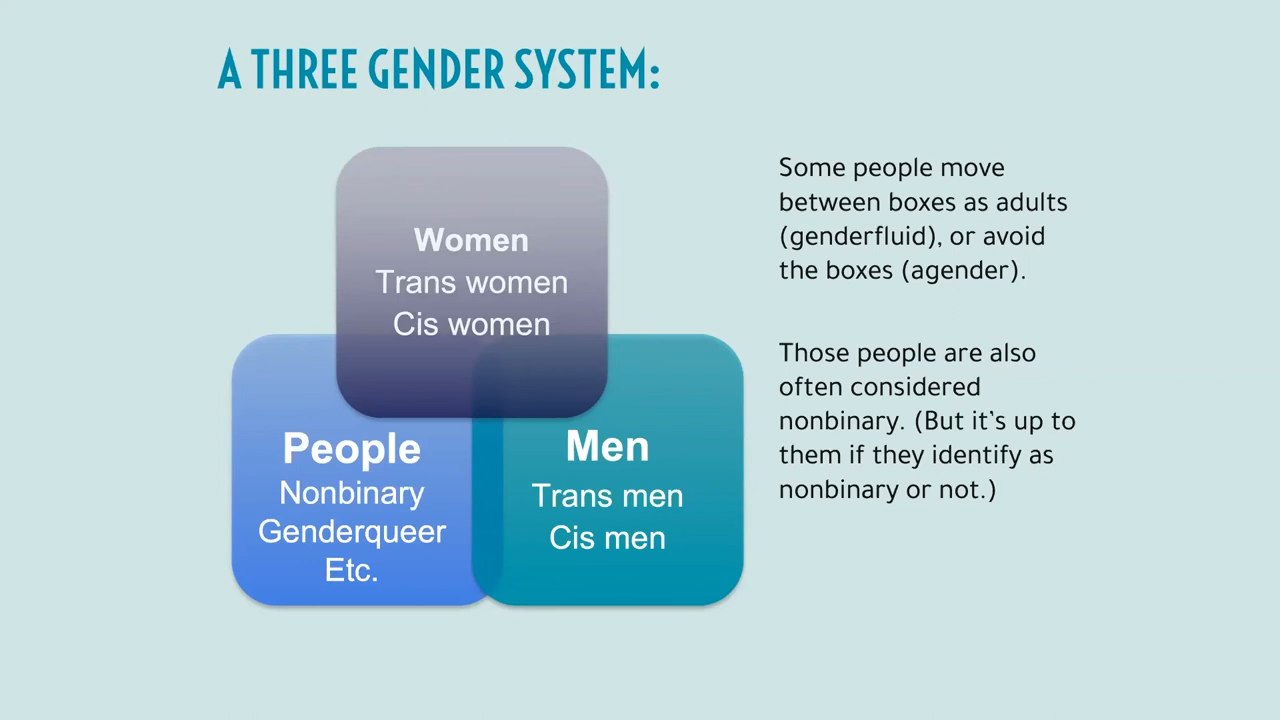 A THREE GENDER SYSTEM:
Women
Trans women
Cis women
People
Nonbinary
Genderqueer
Etc.
Men
Trans men
Cis men
Some people move
between boxes as adults
(genderfluid), or avoid
the boxes (agender).
Those people are also
often considered
nonbinary. (But it’s up to
them if they identify as
nonbinary or not.)